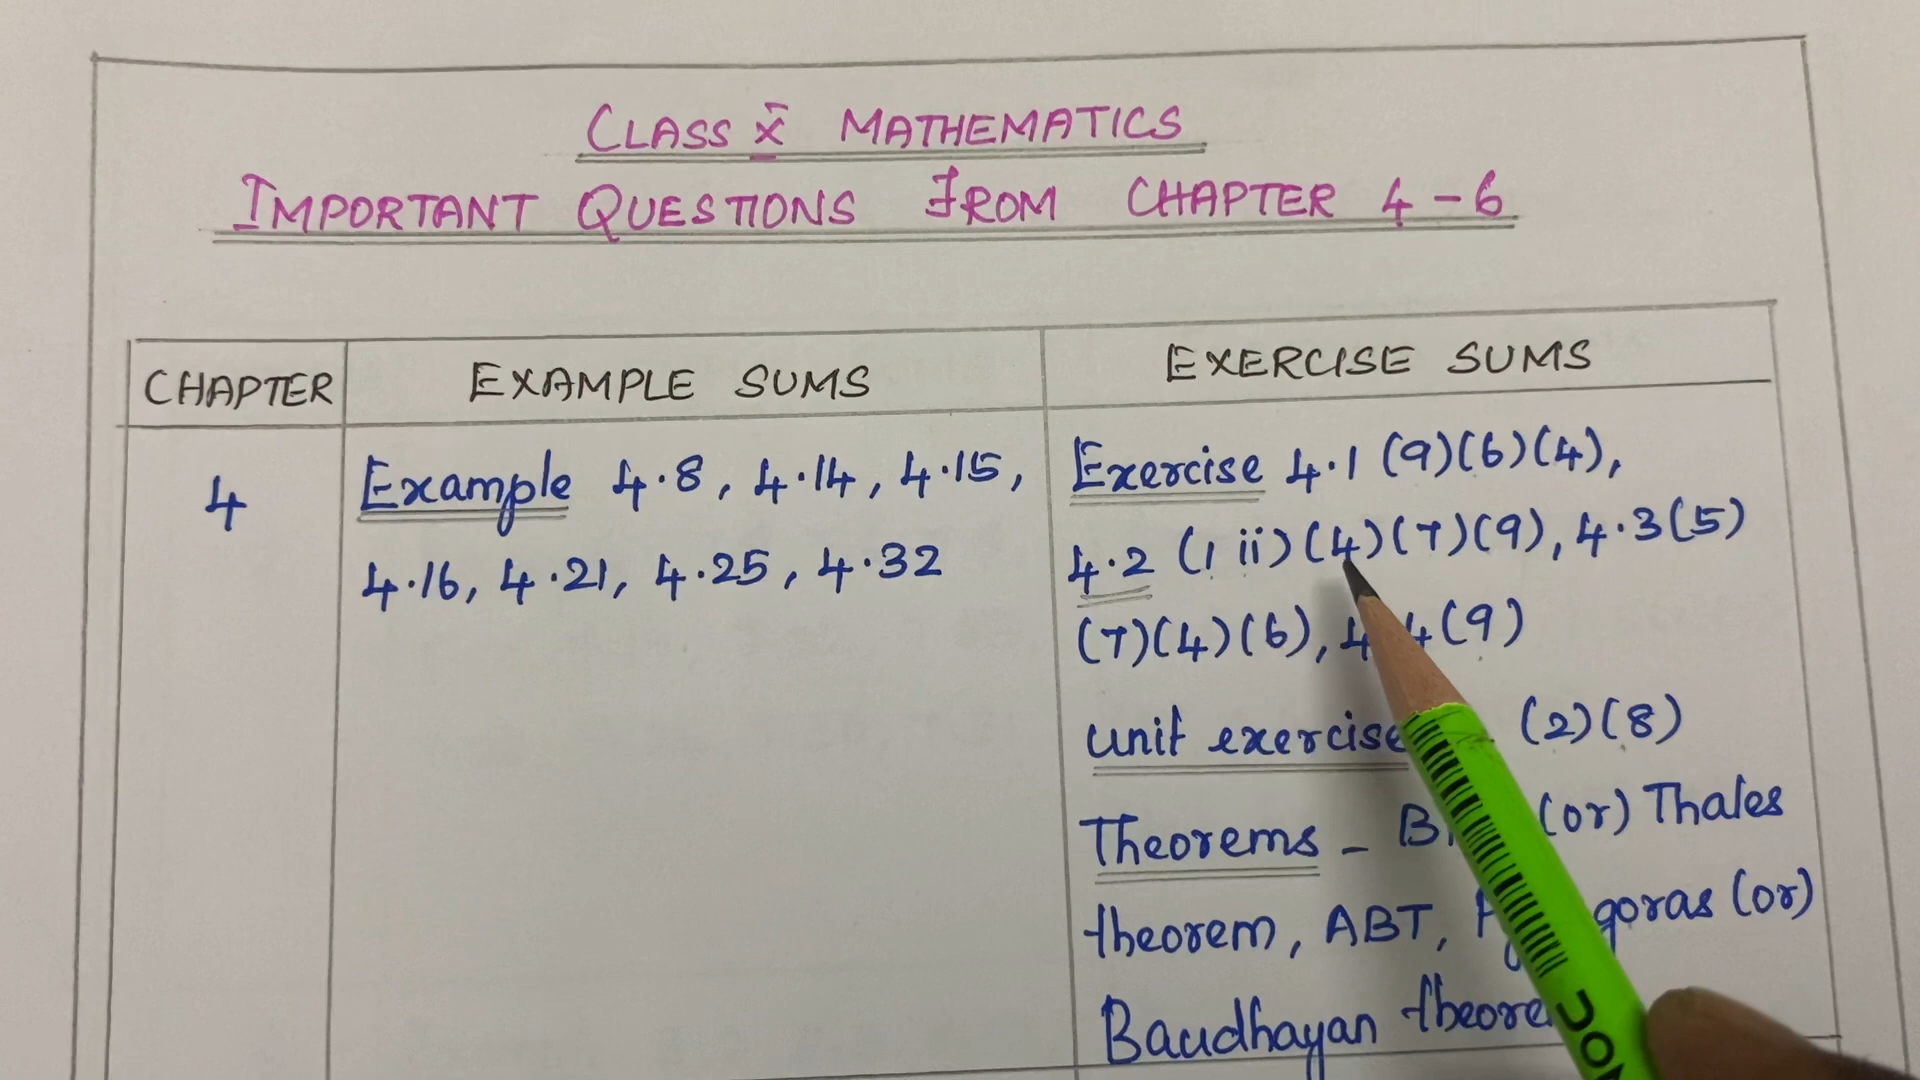 CLASS X MATHEMATICS
IMPORTANT QUESTIONS FROM CHAPTER 4-6
CHAPTER
EXAMPLE SUMS
EXERCISE SUMS
4
Example 4.8, 4.14, 4.15,
4.16, 4.21, 4.25, 4.32
Exercise 4.1 (9)(6)(4),
4.2 (1 ii)(4)(7)(9), 4.3(5)
(7)(4)(6), 4.4(9)
unit exercise (2)(8)
Theorems - (or) Thales
theorem, ABT, (or)
Baudhayan